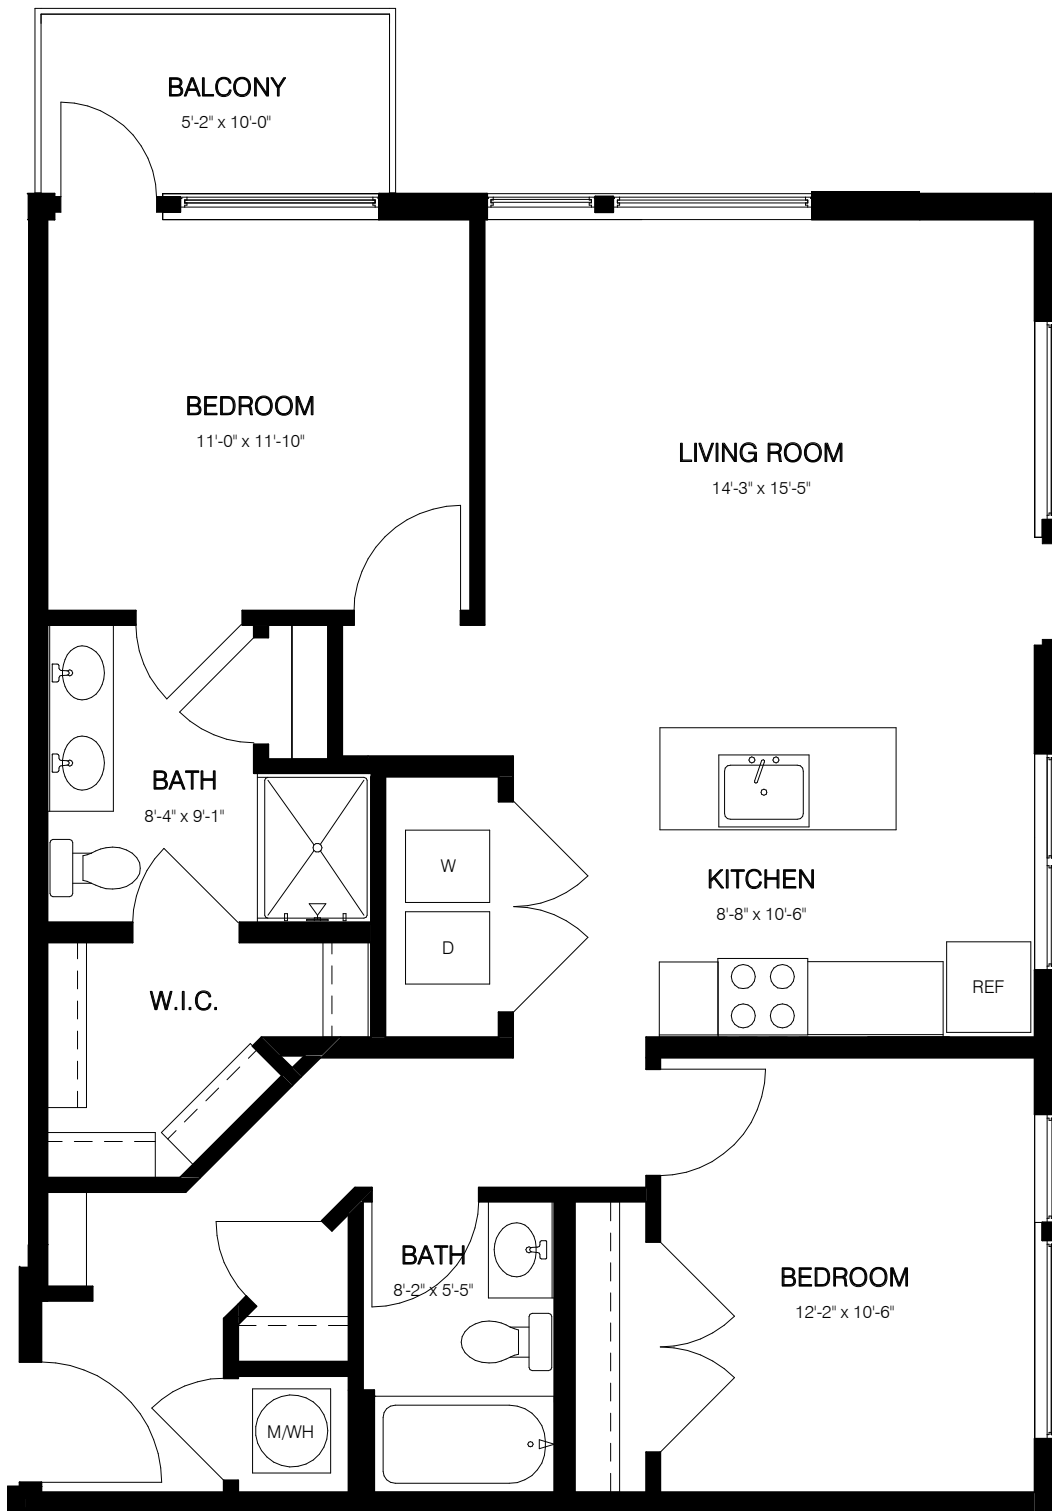 BALCONY
5'-2" x 10'-0"
BEDROOM
11'-0" x 11'-10"
LIVING ROOM
14'-3" x 15'-5"
BATH
8'-4" x 9'-1"
W
D
KITCHEN
8'-8" x 10'-6"
REF
W.I.C.
BATH
8'-2" x 5'-5"
BEDROOM
12'-2" x 10'-6"
M/WH